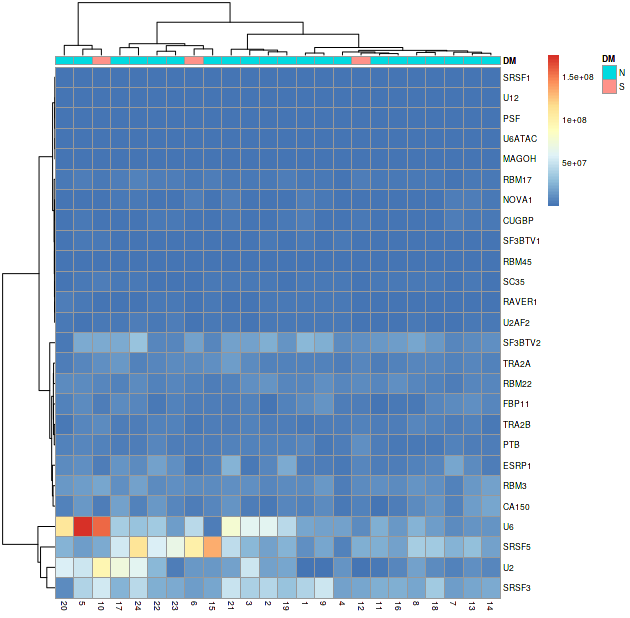 DM
SRSF1
U12
PSF
U6ATAC
MAGOH
RBM17
NOVA1
CUGBP
SF3BTV1
RBM45
SC35
RAVER1
U2AF2
SF3BTV2
TRA2A
RBM22
FBP11
TRA2B
PTB
ESRP1
RBM3
CA150
U6
SRSF5
U2
SRSF3
20 5 10 17 24 22 23 6 15 21 3 2 19 1 9 4 12 11 16 8 18 7 13 14
1.5e+08
1e+08
5e+07
DM
N
S